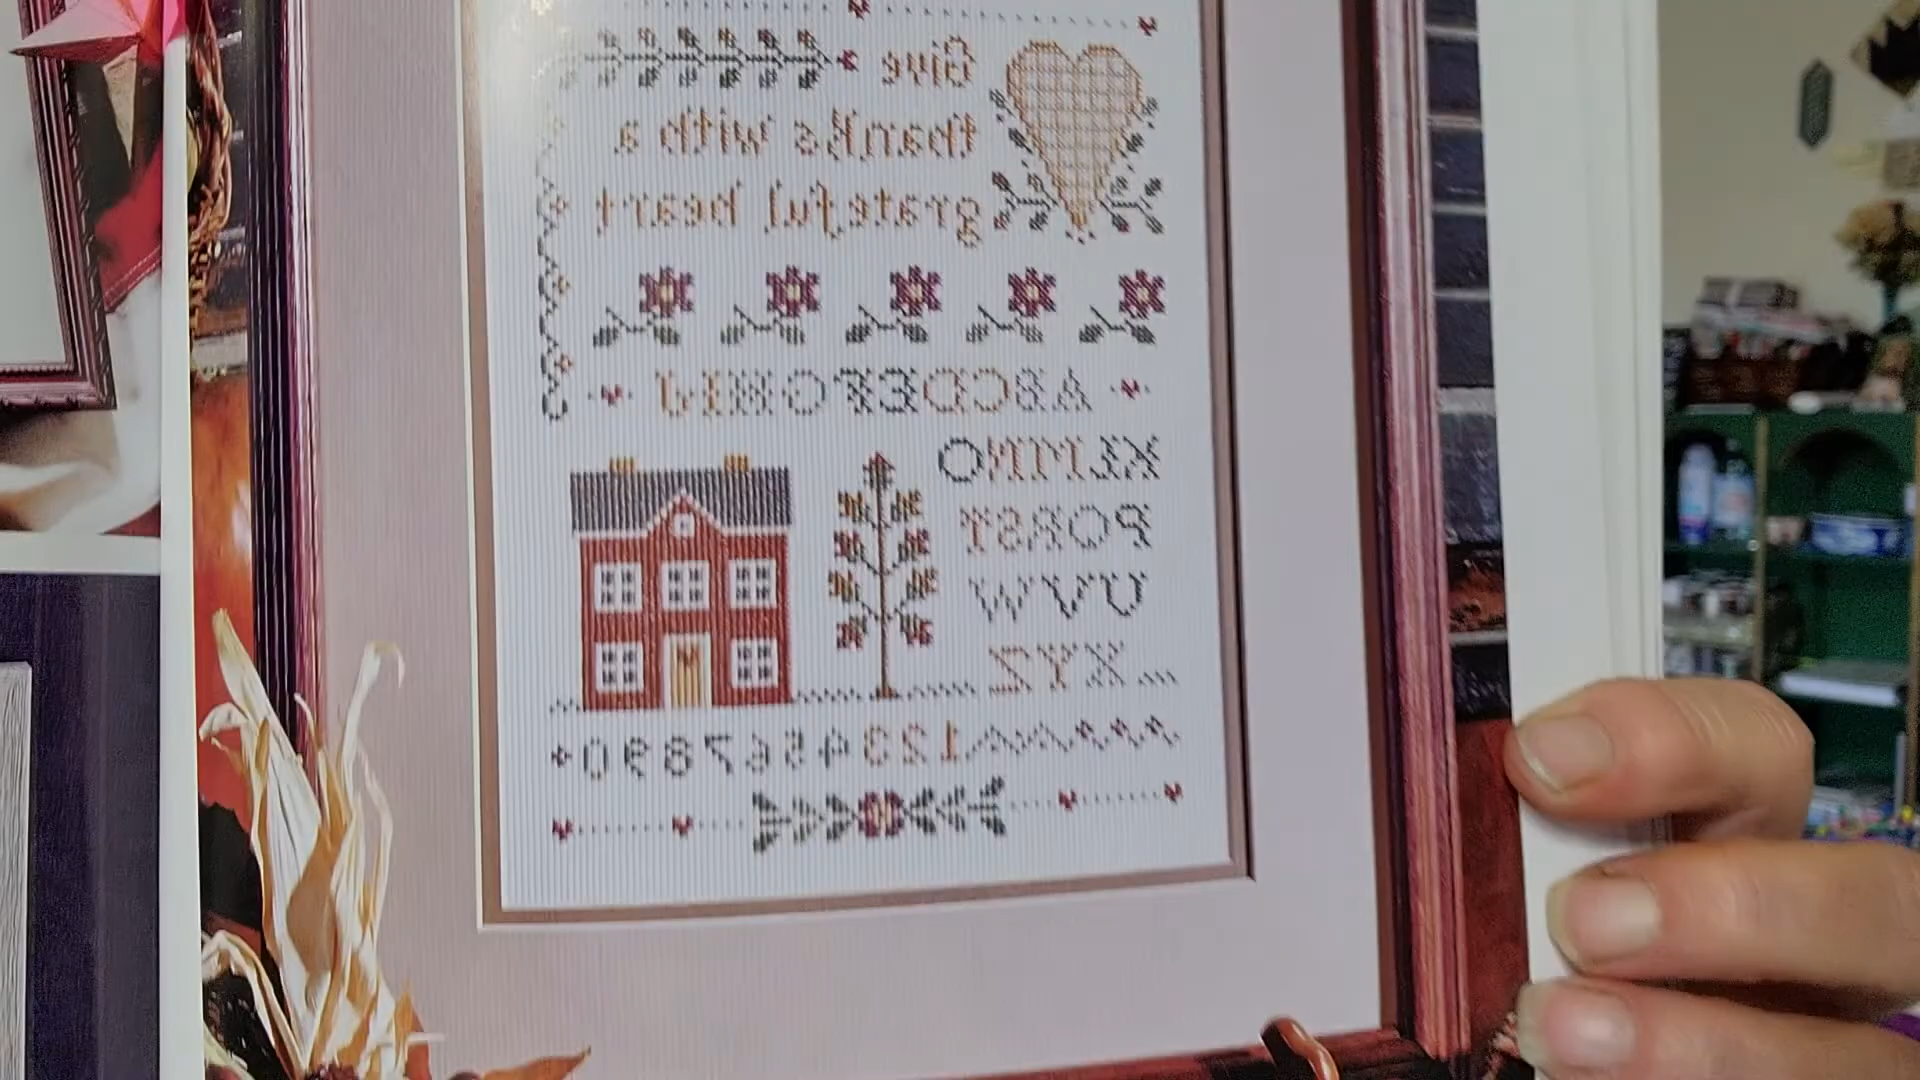 Give
thanks with a
grateful heart
ABCDEFGHIJ
KLMNO
PQRST
UVW
XYZ
1234567890